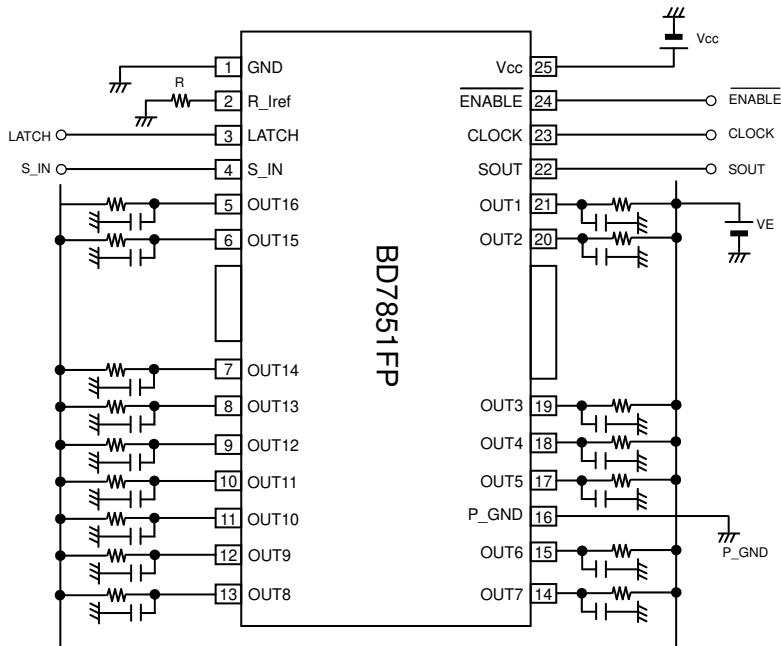 Vcc
1 GND Vcc 25
R
2 R_Iref ENABLE 24 ENABLE
LATCH 3 LATCH CLOCK 23 CLOCK
S_IN 4 S_IN SOUT 22 SOUT
5 OUT16 OUT1 21
6 OUT15 OUT2 20
VE
BD7851FP
7 OUT14
8 OUT13 OUT3 19
9 OUT12 OUT4 18
10 OUT11 OUT5 17
11 OUT10 P_GND 16
P_GND
12 OUT9 OUT6 15
13 OUT8 OUT7 14